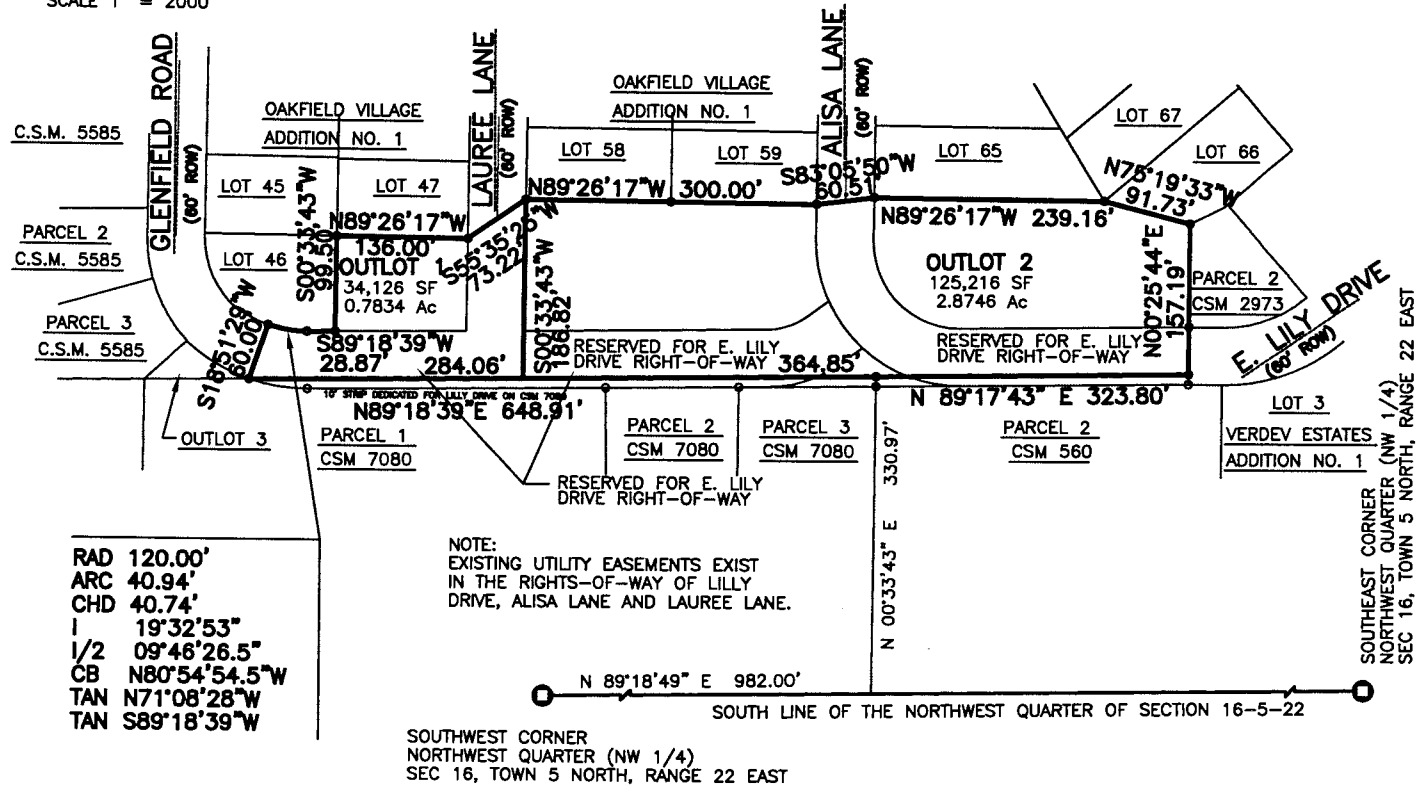 SCALE 1" = 2000'
GLENFIELD ROAD
(60' ROW)
LAUREE LANE
(60' ROW)
ALISA LANE
(60' ROW)
C.S.M. 5585
OAKFIELD VILLAGE
ADDITION NO. 1
OAKFIELD VILLAGE
ADDITION NO. 1
LOT 45
LOT 47
LOT 58
LOT 59
LOT 65
LOT 67
LOT 66
S83°05'50"W
60.51'
N75°19'33"W
91.73'
N89°26'17"W 300.00'
N89°26'17"W 239.16'
N89°26'17"W
136.00'
S00°33'43"W
99.50'
S55°35'25"W
73.22'
PARCEL 2
C.S.M. 5585
LOT 46
OUTLOT 1
34,126 SF
0.7834 Ac
OUTLOT 2
125,216 SF
2.8746 Ac
S00°33'43"W
186.82'
N00°25'44"E
157.19'
PARCEL 2
CSM 2973
E. LILY DRIVE
(60' ROW)
PARCEL 3
C.S.M. 5585
S18°51'29"W
60.00'
S89°18'39"W
28.87'
284.06'
RESERVED FOR E. LILY
DRIVE RIGHT-OF-WAY
RESERVED FOR E. LILY
DRIVE RIGHT-OF-WAY
364.85'
10' STRIP DEDICATED FOR LILLY DRIVE ON CSM 7080
N89°18'39"E 648.91'
N 89°17'43" E 323.80'
OUTLOT 3
PARCEL 1
CSM 7080
PARCEL 2
CSM 7080
PARCEL 3
CSM 7080
PARCEL 2
CSM 560
LOT 3
VERDEV ESTATES
ADDITION NO. 1
RESERVED FOR E. LILY
DRIVE RIGHT-OF-WAY
N 00°33'43" E 330.97'
RAD 120.00'
ARC 40.94'
CHD 40.74'
I 19°32'53"
I/2 09°46'26.5"
CB N80°54'54.5"W
TAN N71°08'28"W
TAN S89°18'39"W
NOTE:
EXISTING UTILITY EASEMENTS EXIST
IN THE RIGHTS-OF-WAY OF LILLY
DRIVE, ALISA LANE AND LAUREE LANE.
N 89°18'49" E 982.00'
SOUTH LINE OF THE NORTHWEST QUARTER OF SECTION 16-5-22
SOUTHWEST CORNER
NORTHWEST QUARTER (NW 1/4)
SEC 16, TOWN 5 NORTH, RANGE 22 EAST
SOUTHEAST CORNER
NORTHWEST QUARTER (NW 1/4)
SEC 16, TOWN 5 NORTH, RANGE 22 EAST